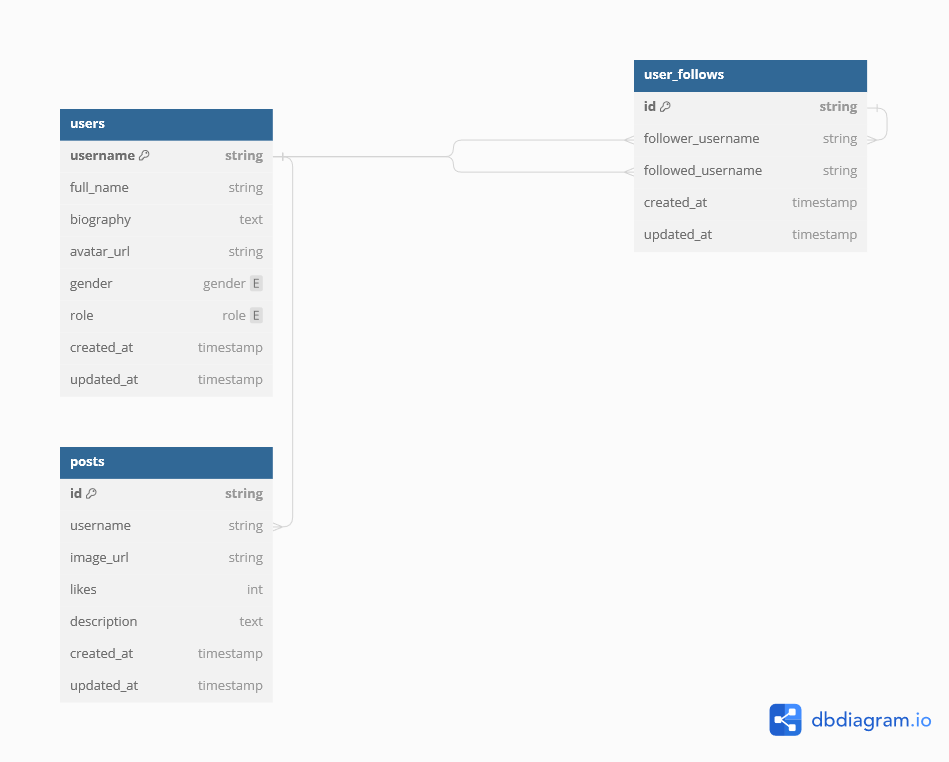 users
username string
full_name string
biography text
avatar_url string
gender gender E
role role E
created_at timestamp
updated_at timestamp
user_follows
id string
follower_username string
followed_username string
created_at timestamp
updated_at timestamp
posts
id string
username string
image_url string
likes int
description text
created_at timestamp
updated_at timestamp
dbdiagram.io